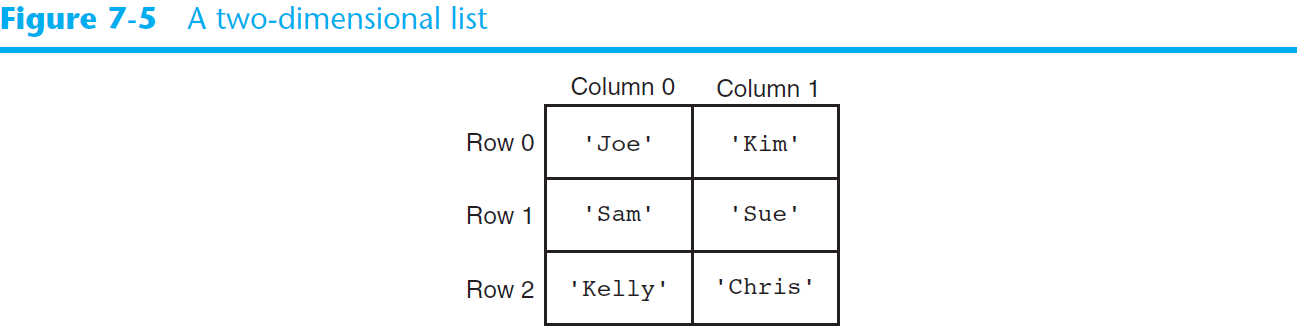 Figure 7-5 A two-dimensional list
Column 0 Column 1
Row 0 'Joe' 'Kim'
Row 1 'Sam' 'Sue'
Row 2 'Kelly' 'Chris'